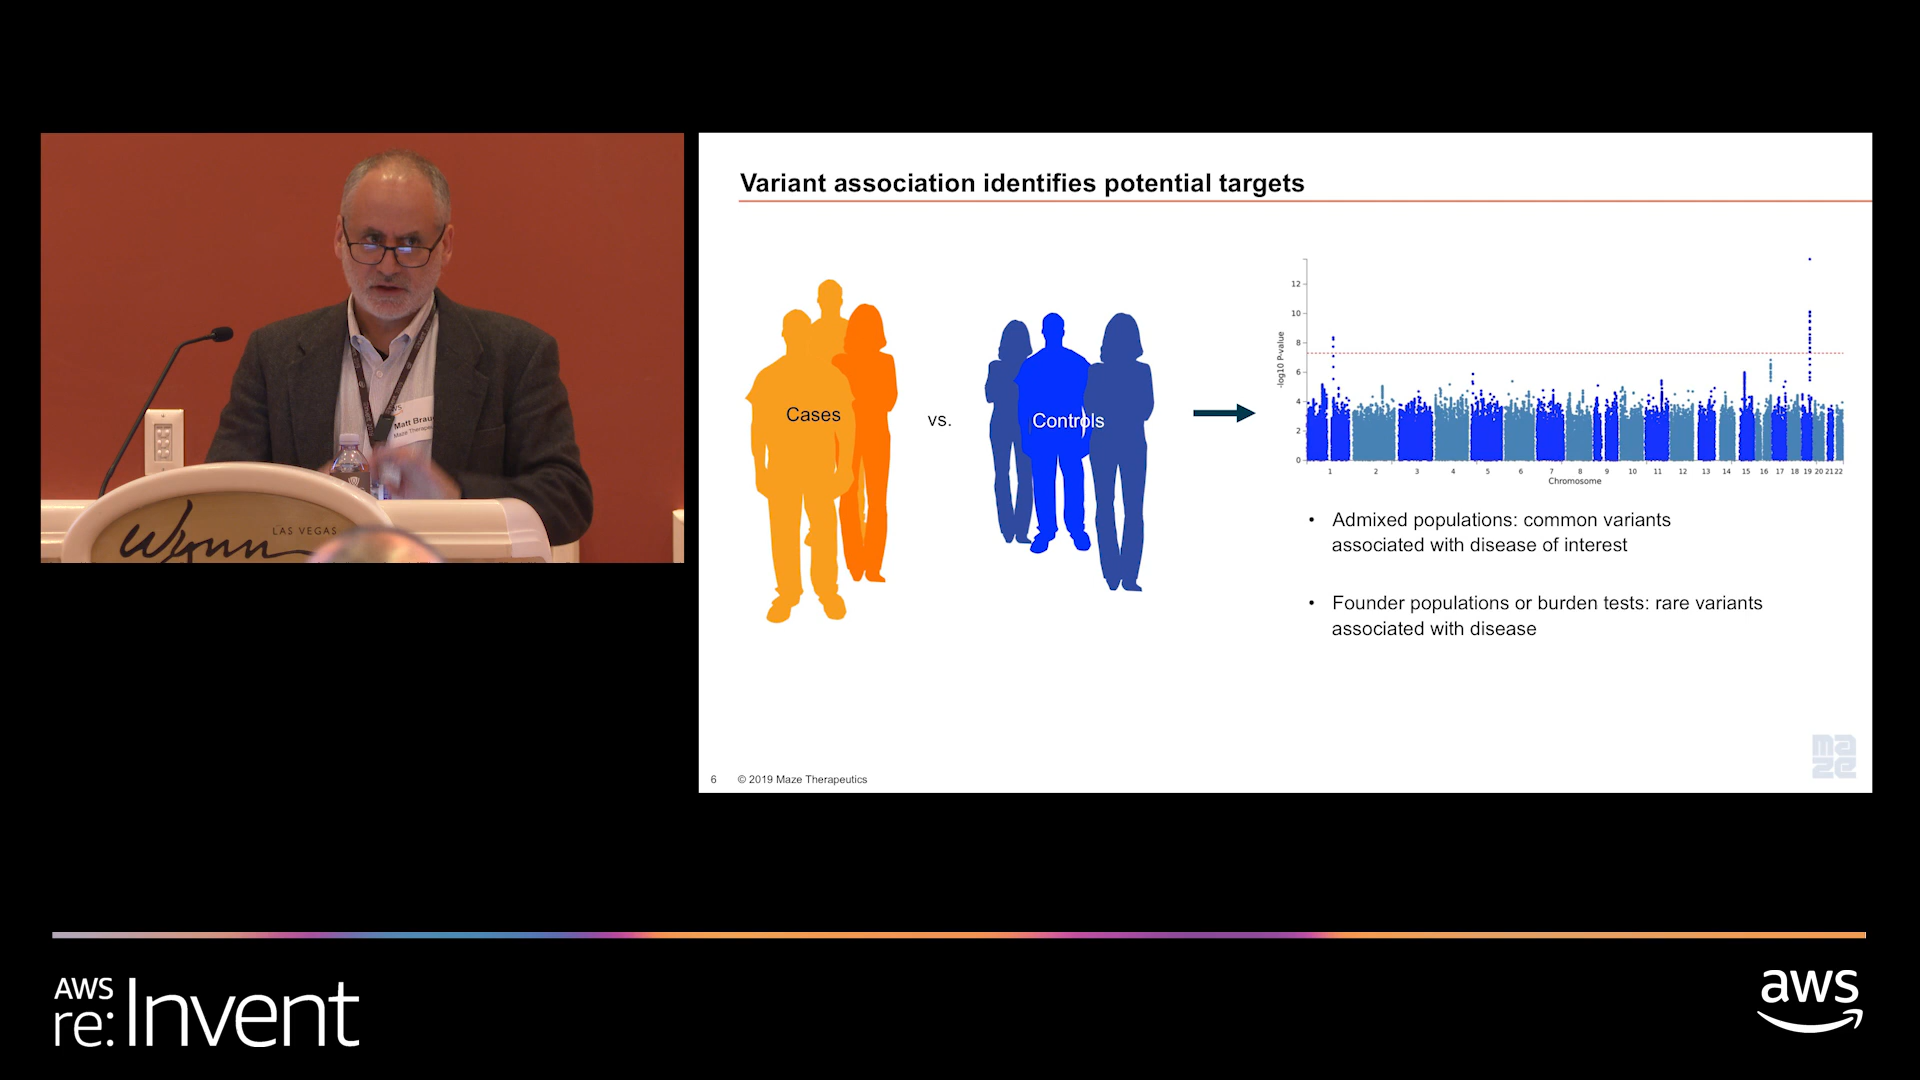 Matt Brau
Maze Therapeu
Wynn
LAS VEGAS
Variant association identifies potential targets
Cases
vs.
Controls
-log10 P-value
12
10
8
6
4
2
0
1 2 3 4 5 6 7 8 9 10 11 12 13 14 15 16 17 18 19 20 21 22
Chromosome
• Admixed populations: common variants
associated with disease of interest
• Founder populations or burden tests: rare variants
associated with disease
maze
6 © 2019 Maze Therapeutics
AWS
re:Invent
aws